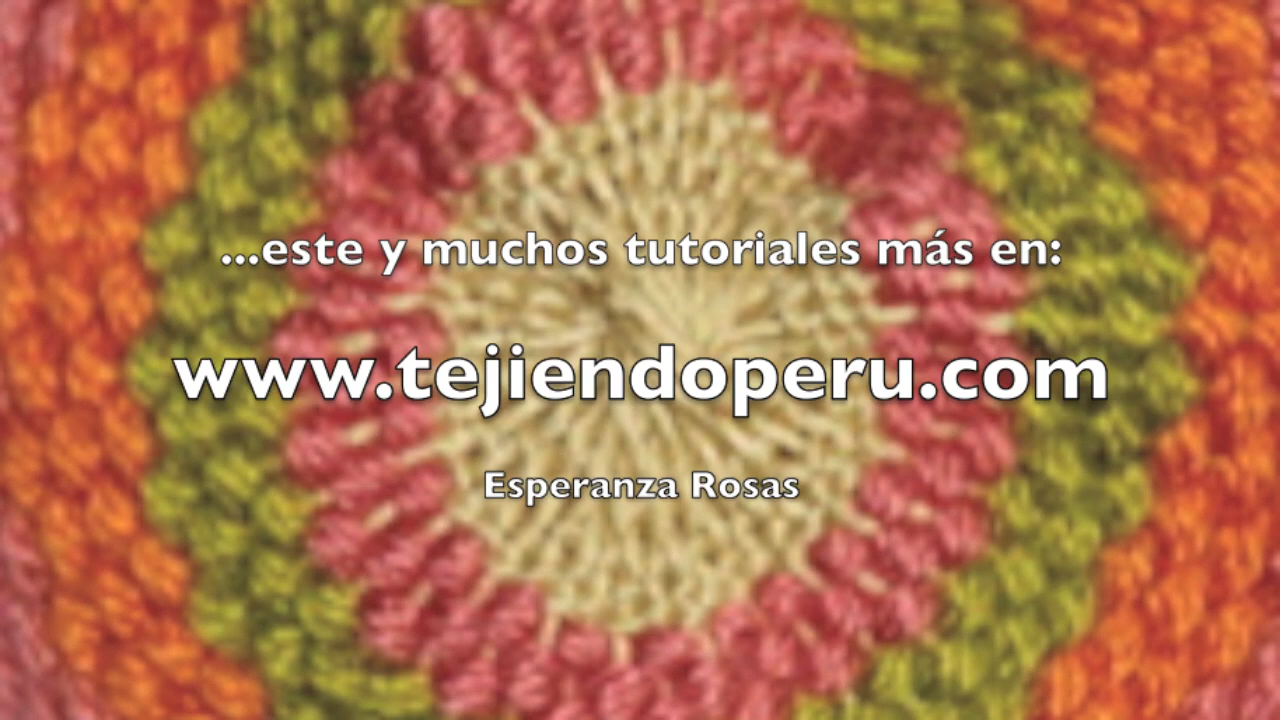 ...este y muchos tutoriales más en:
www.tejiendoperu.com
Esperanza Rosas